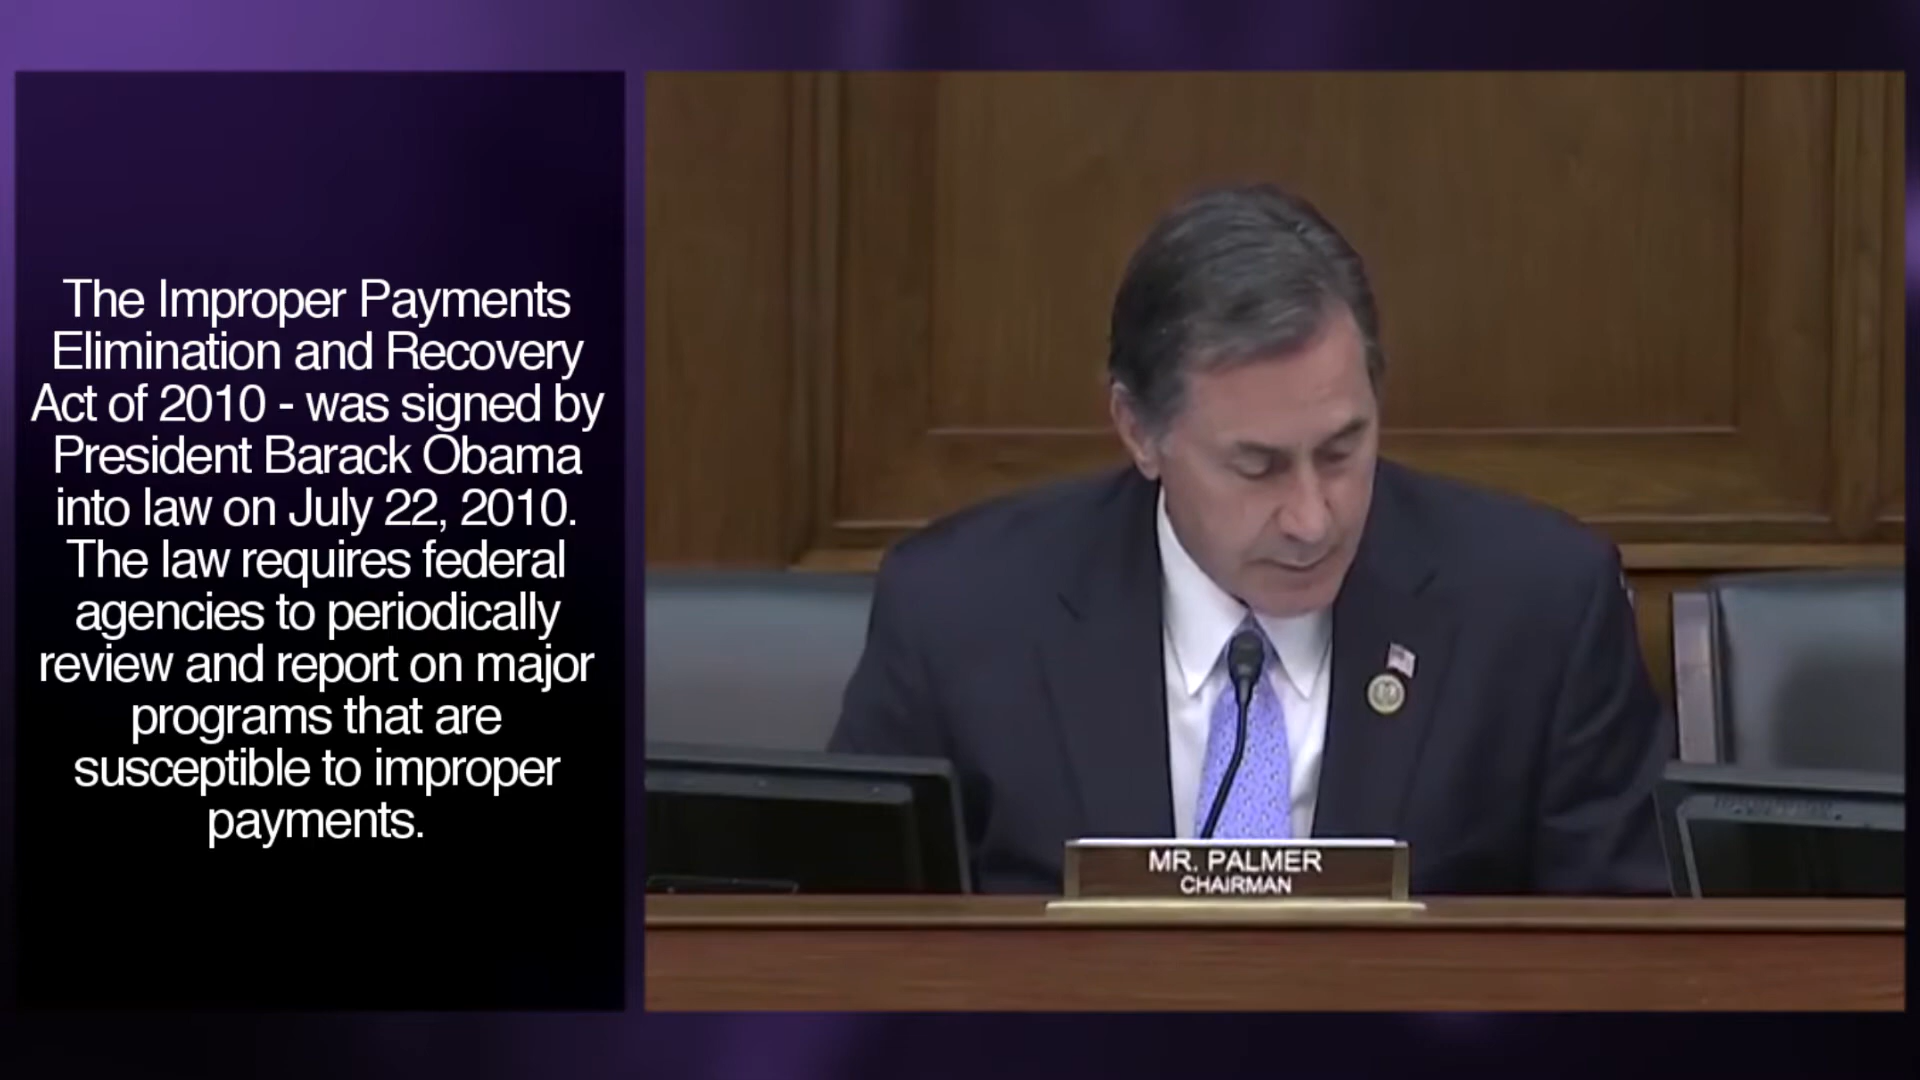 The Improper Payments
Elimination and Recovery
Act of 2010 - was signed by
President Barack Obama
into law on July 22, 2010.
The law requires federal
agencies to periodically
review and report on major
programs that are
susceptible to improper
payments.
MR. PALMER
CHAIRMAN